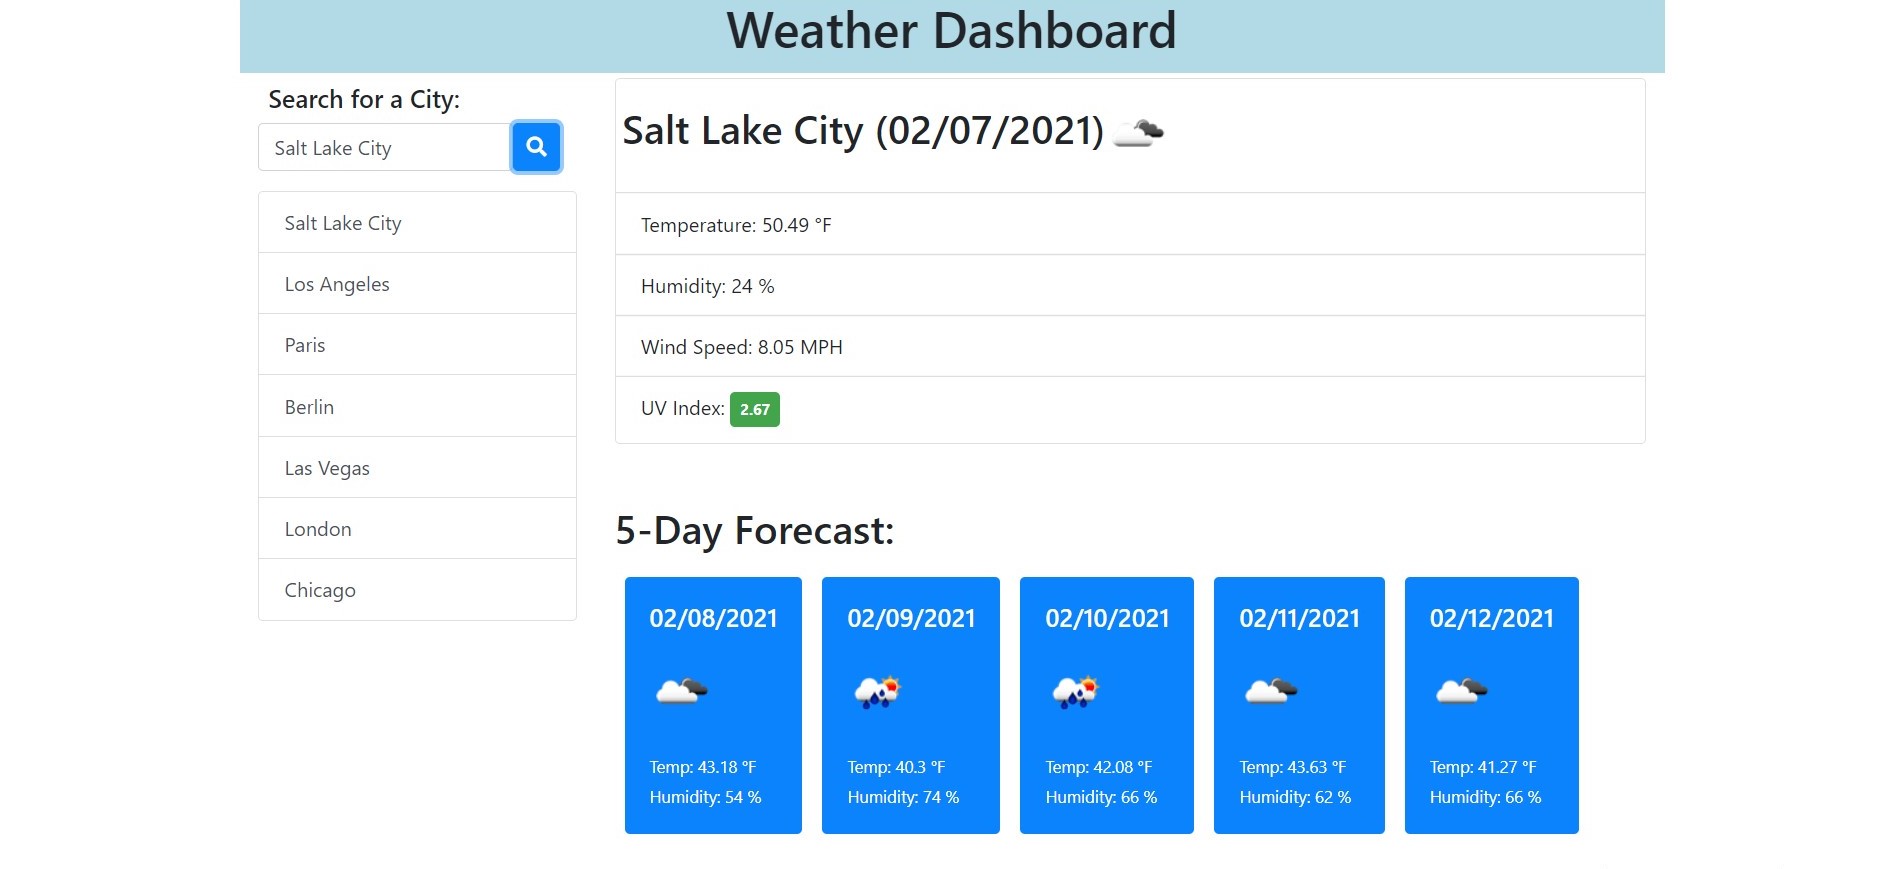 Weather Dashboard
Search for a City:
Salt Lake City
Salt Lake City
Los Angeles
Paris
Berlin
Las Vegas
London
Chicago
Salt Lake City (02/07/2021)
Temperature: 50.49 °F
Humidity: 24 %
Wind Speed: 8.05 MPH
UV Index: 2.67
5-Day Forecast:
02/08/2021
Temp: 43.18 °F
Humidity: 54 %
02/09/2021
Temp: 40.3 °F
Humidity: 74 %
02/10/2021
Temp: 42.08 °F
Humidity: 66 %
02/11/2021
Temp: 43.63 °F
Humidity: 62 %
02/12/2021
Temp: 41.27 °F
Humidity: 66 %